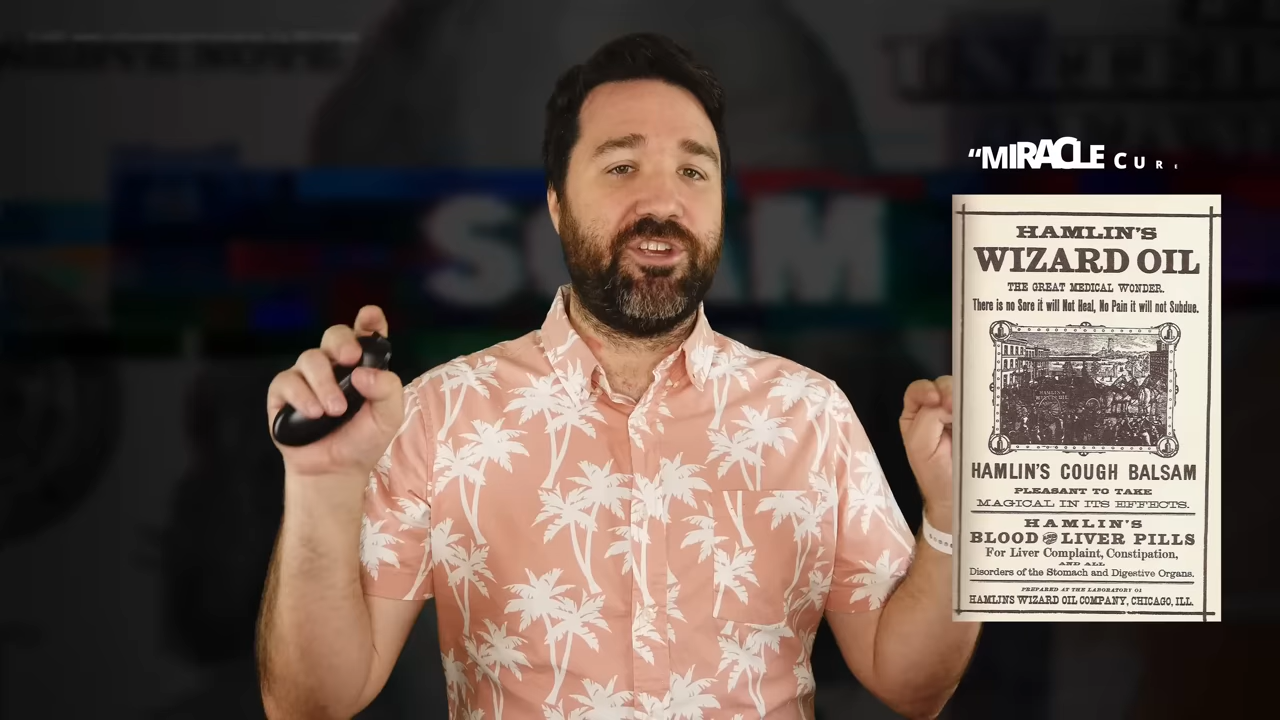 SCAM
“MIRACLE CUR
HAMLIN'S
WIZARD OIL
THE GREAT MEDICAL WONDER.
There is no Sore it will Not Heal, No Pain it will not Subdue.
HAMLIN'S COUGH BALSAM
PLEASANT TO TAKE
MAGICAL IN ITS EFFECTS.
HAMLIN'S
BLOOD AND LIVER PILLS
For Liver Complaint, Constipation,
AND ALL
Disorders of the Stomach and Digestive Organs.
PREPARED AT THE LABORATORY OF
HAMLINS WIZARD OIL COMPANY, CHICAGO, ILL.